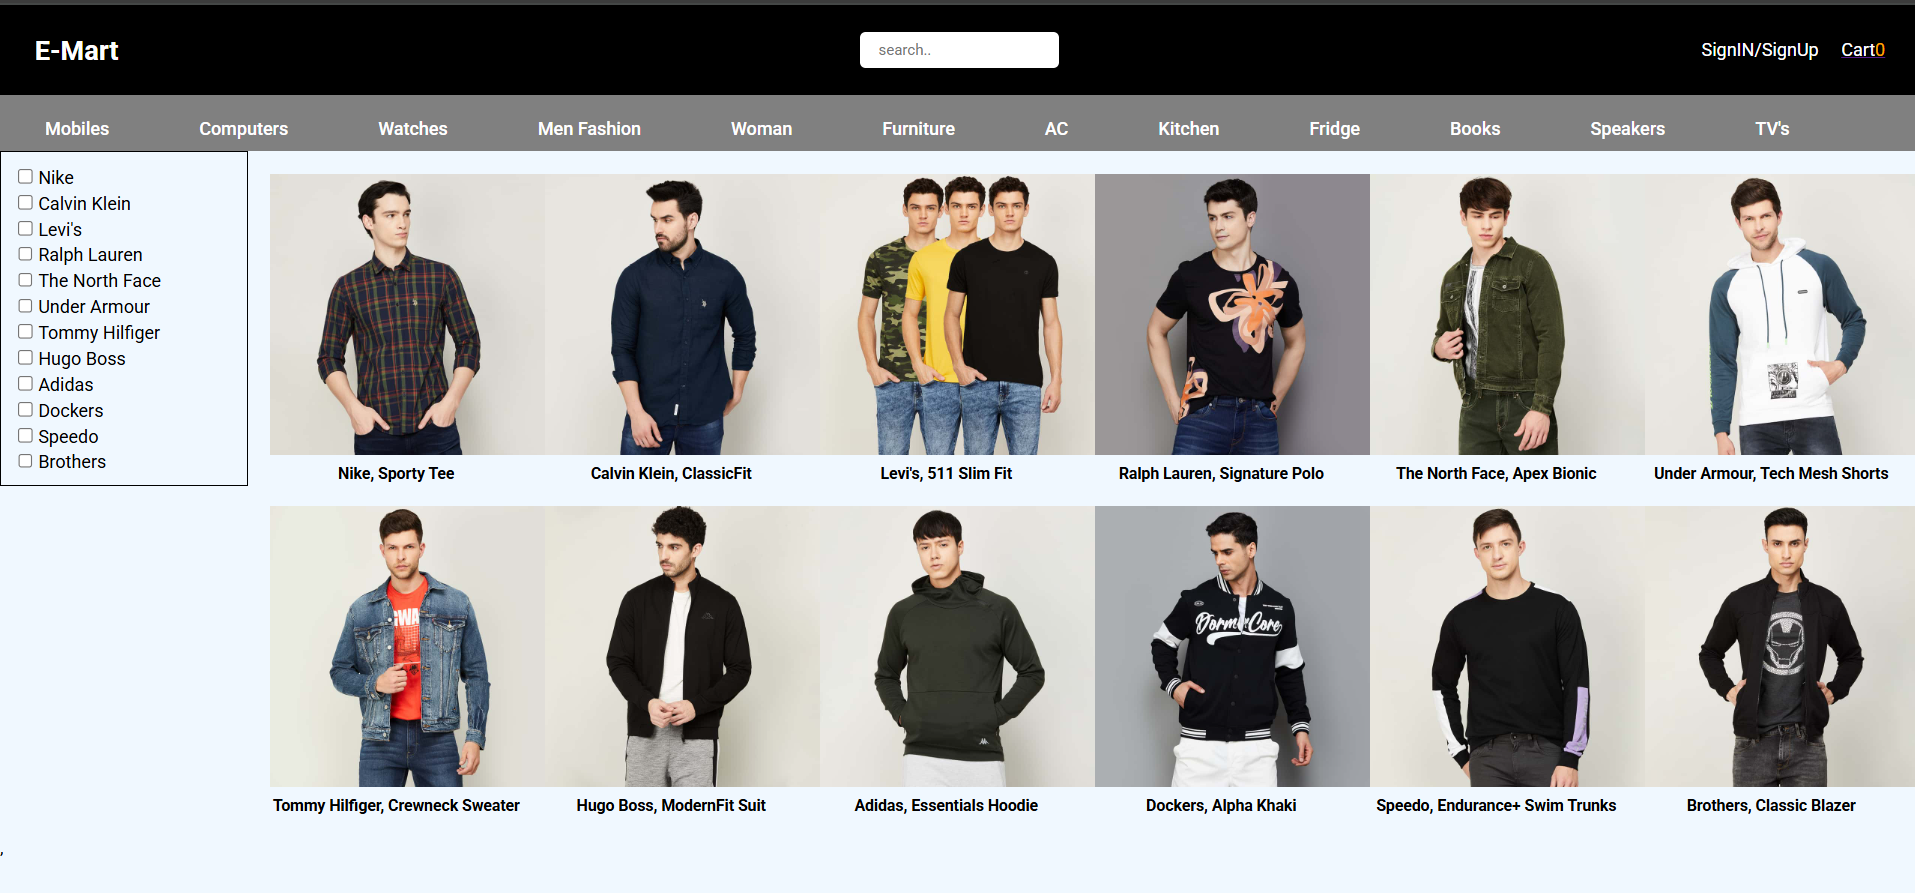 E-Mart
search..
SignIN/SignUp Cart0
Mobiles Computers Watches Men Fashion Woman Furniture AC Kitchen Fridge Books Speakers TV's
Nike
Calvin Klein
Levi's
Ralph Lauren
The North Face
Under Armour
Tommy Hilfiger
Hugo Boss
Adidas
Dockers
Speedo
Brothers
Nike, Sporty Tee
Calvin Klein, ClassicFit
Levi's, 511 Slim Fit
Ralph Lauren, Signature Polo
The North Face, Apex Bionic
Under Armour, Tech Mesh Shorts
Tommy Hilfiger, Crewneck Sweater
Hugo Boss, ModernFit Suit
Adidas, Essentials Hoodie
Dockers, Alpha Khaki
Speedo, Endurance+ Swim Trunks
Brothers, Classic Blazer
,